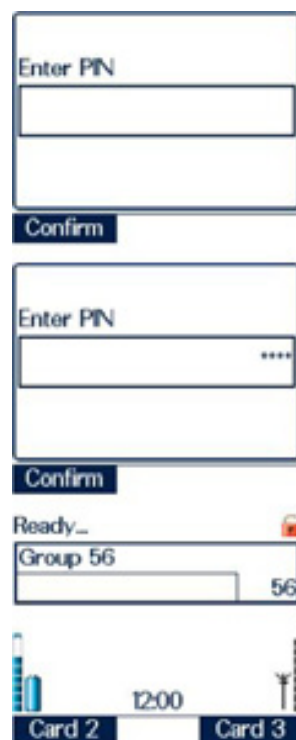 Enter PIN
Confirm
Enter PIN
****
Confirm
Ready...
Group 56
56
12:00
Card 2 Card 3